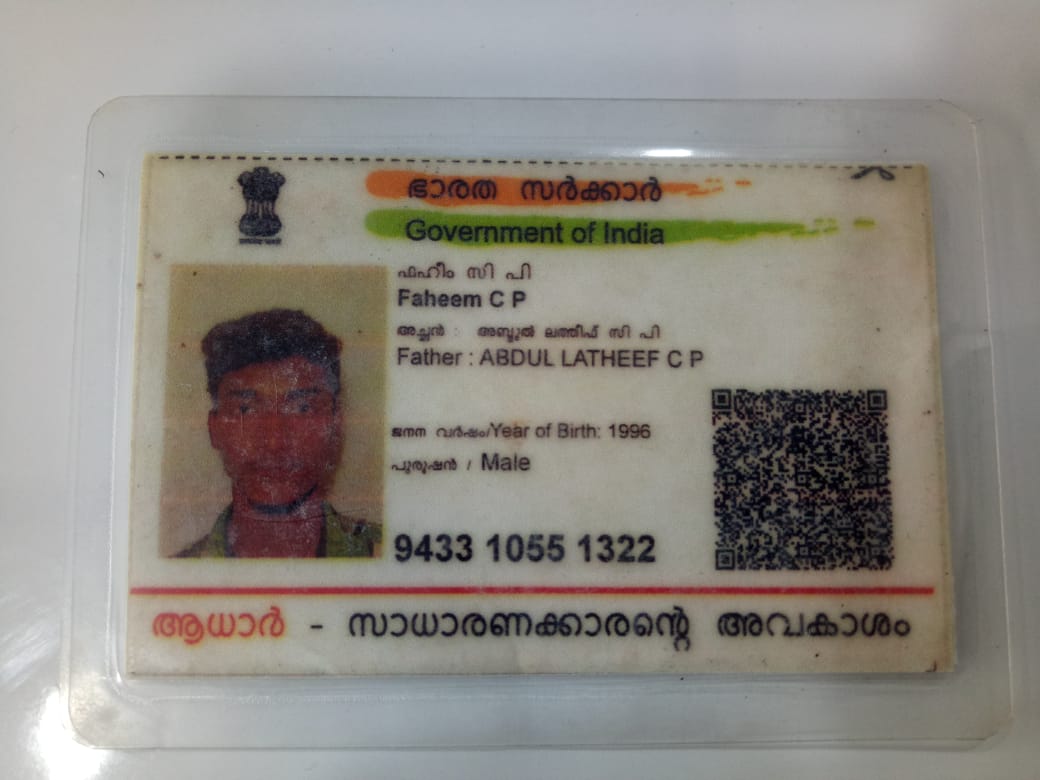 ഭാരത സർക്കാർ
Government of India
ഫഹീം സി പി
Faheem C P
അച്ഛൻ : അബ്ദുൽ ലത്തീഫ് സി പി
Father : ABDUL LATHEEF C P
ജനന വർഷം/Year of Birth: 1996
പുരുഷൻ / Male
9433 1055 1322
ആധാർ - സാധാരണക്കാരന്റെ അവകാശം